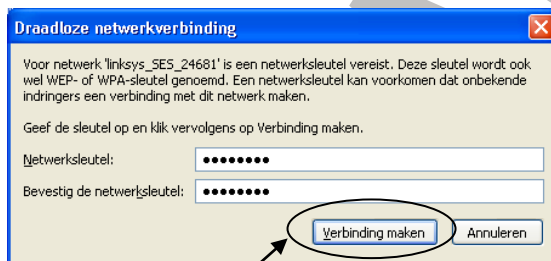 Draadloze netwerkverbinding
Voor netwerk 'linksys_SES_24681' is een netwerksleutel vereist. Deze sleutel wordt ook
wel WEP- of WPA-sleutel genoemd. Een netwerksleutel kan voorkomen dat onbekende
indringers een verbinding met dit netwerk maken.
Geef de sleutel op en klik vervolgens op Verbinding maken.
Netwerksleutel: ●●●●●●●●
Bevestig de netwerksleutel: ●●●●●●●●
Verbinding maken Annuleren